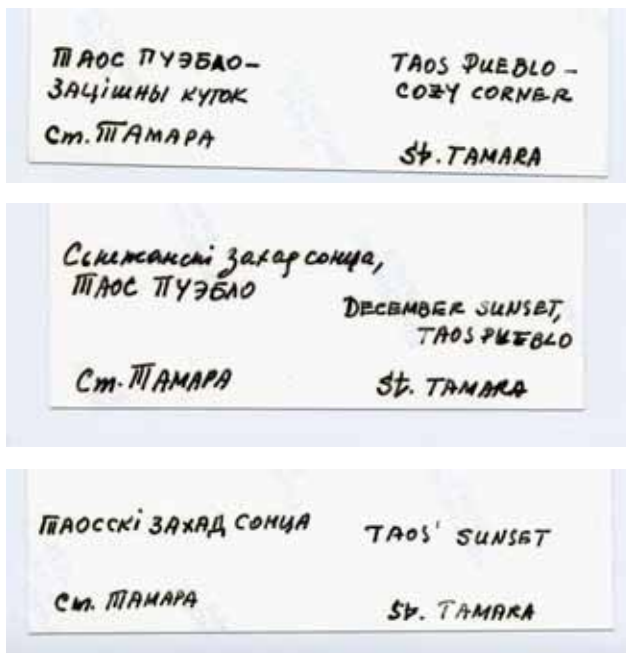 ТАОС ПУЭБЛО–
ЗАЦІШНЫ КУТОК
Ст. ТАМАРА
TAOS PUEBLO –
COZY CORNER
St. TAMARA
Сьнежанскі захад сонца,
ТАОС ПУЭБЛО
DECEMBER SUNSET,
TAOS PUEBLO
Ст. ТАМАРА
St. TAMARA
ТАОССКІ ЗАХАД СОНЦА
TAOS' SUNSET
Ст. ТАМАРА
St. TAMARA